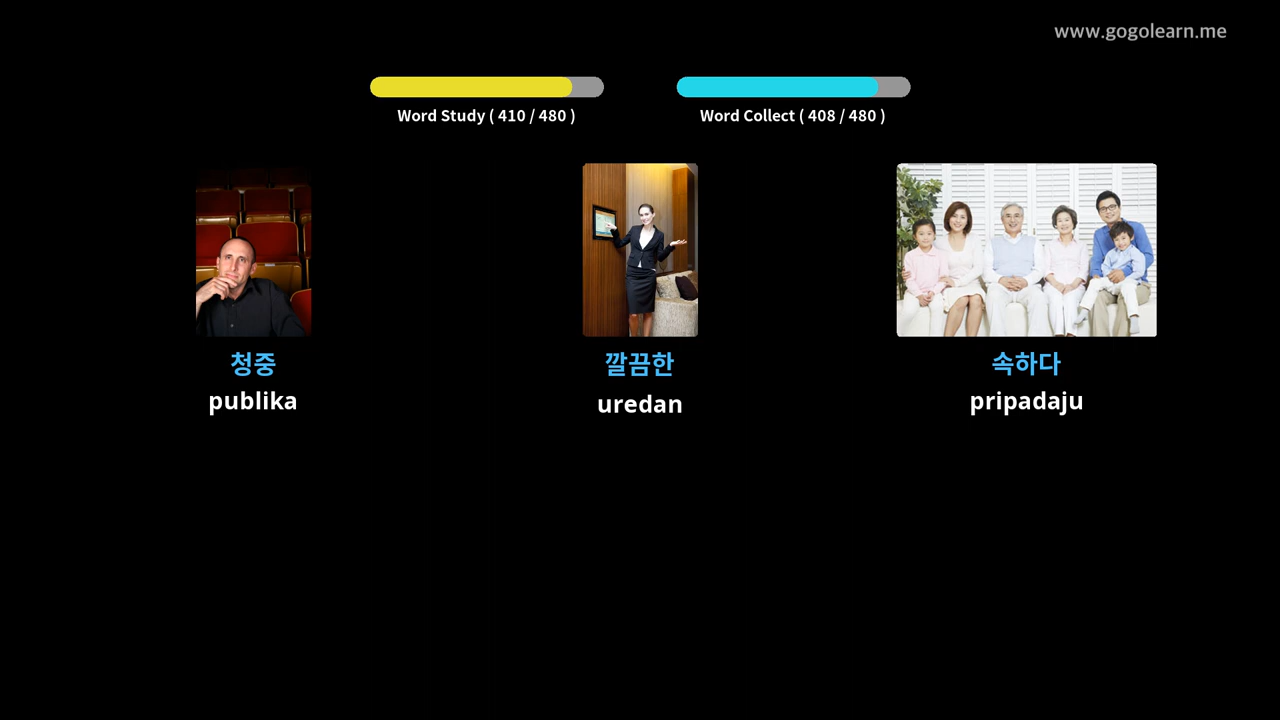 www.gogolearn.me
Word Study ( 410 / 480 )
Word Collect ( 408 / 480 )
청중
publika
깔끔한
uredan
속하다
pripadaju